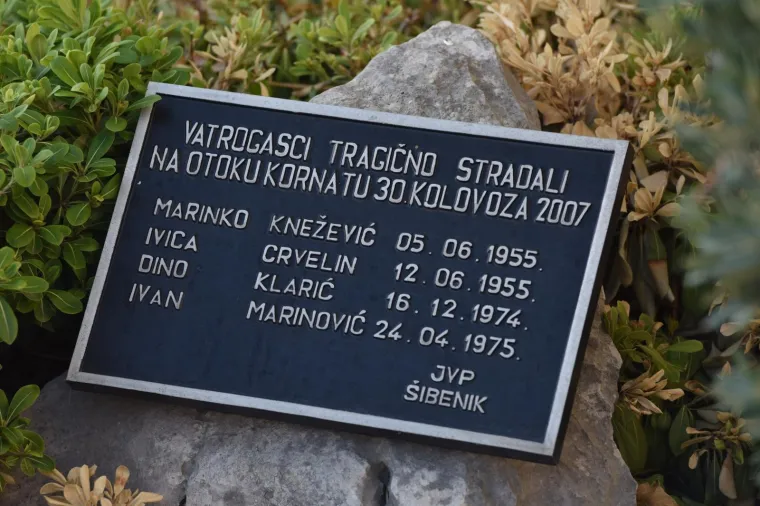 VATROGASCI TRAGIČNO STRADALI
NA OTOKU KORNATU 30.KOLOVOZA 2007
MARINKO KNEŽEVIĆ 05.06.1955.
IVICA CRVELIN 12.06.1955.
DINO KLARIĆ 16.12.1974.
IVAN MARINOVIĆ 24.04.1975.
JVP
ŠIBENIK